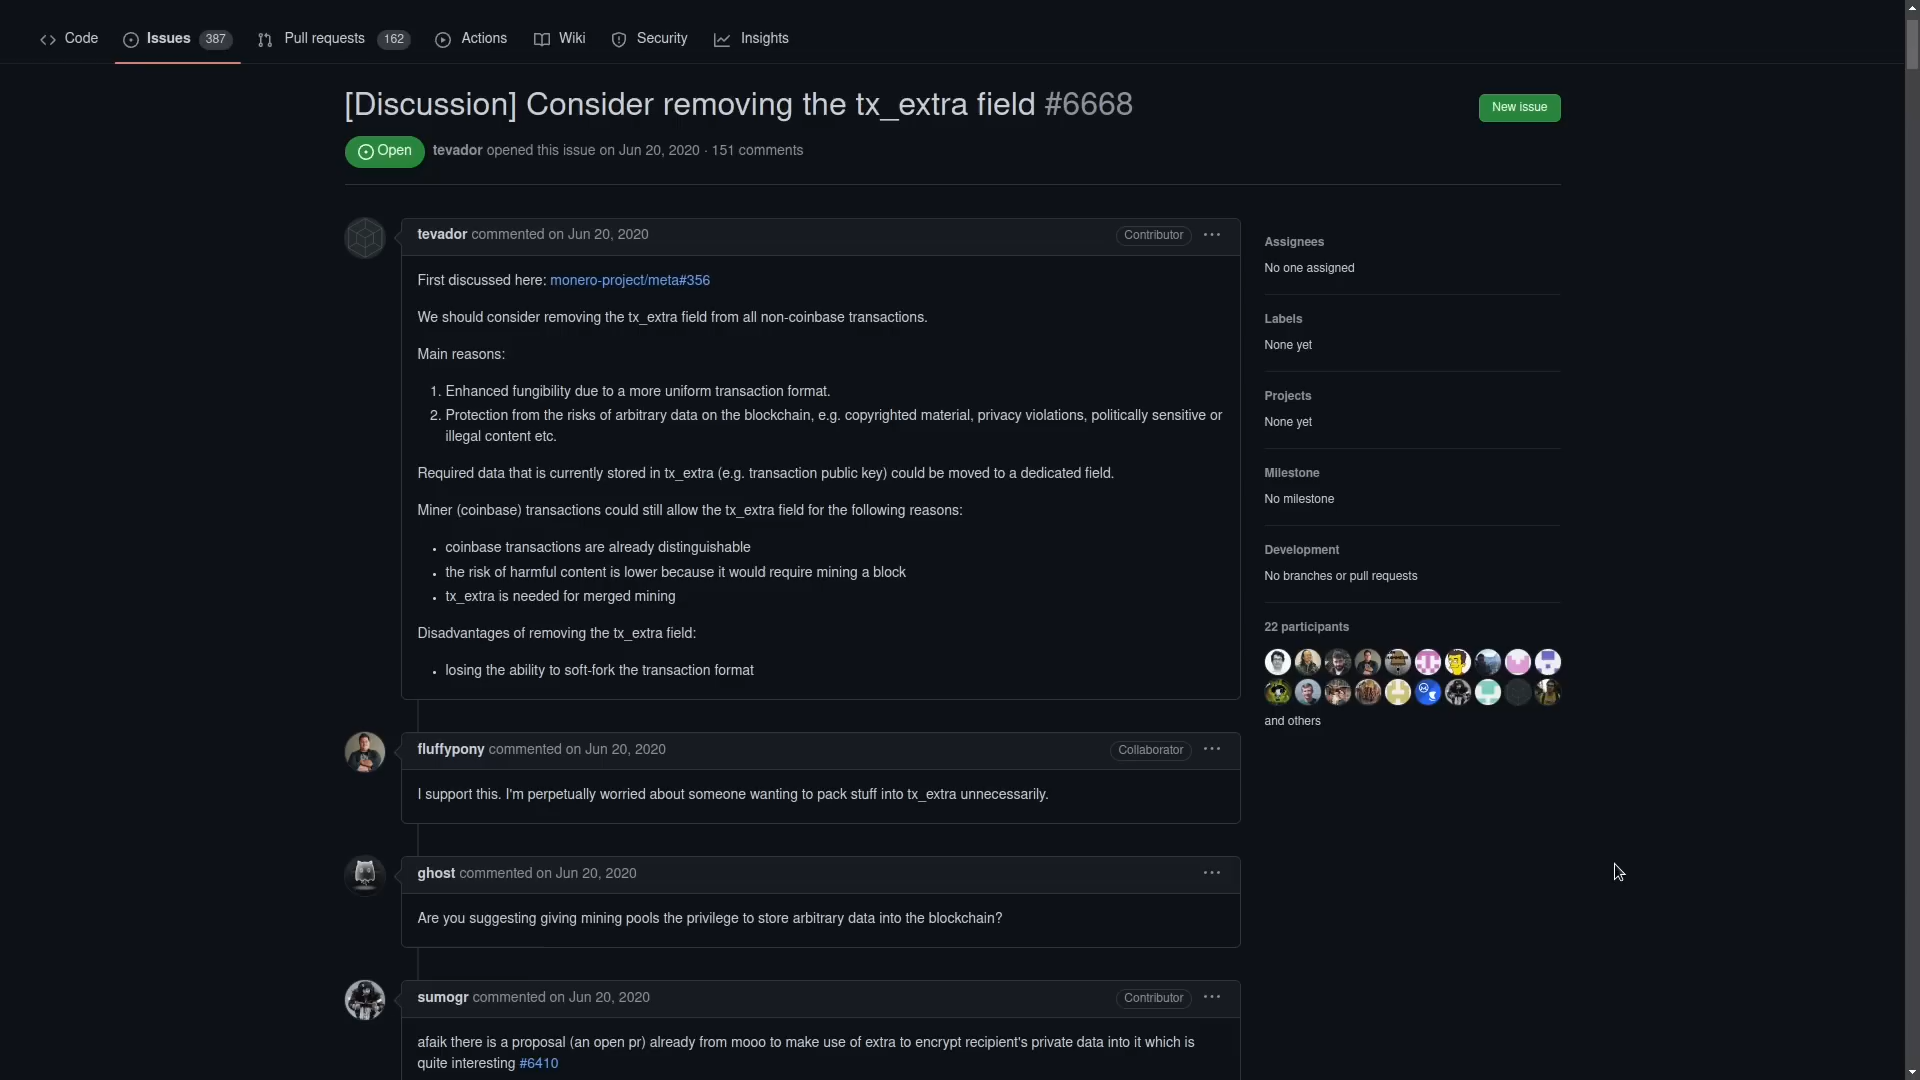 Code
Issues 387
Pull requests 162
Actions
Wiki
Security
Insights
[Discussion] Consider removing the tx_extra field #6668
New issue
Open
tevador opened this issue on Jun 20, 2020 · 151 comments
tevador commented on Jun 20, 2020
Contributor
First discussed here: monero-project/meta#356
We should consider removing the tx_extra field from all non-coinbase transactions.
Main reasons:
1. Enhanced fungibility due to a more uniform transaction format.
2. Protection from the risks of arbitrary data on the blockchain, e.g. copyrighted material, privacy violations, politically sensitive or
illegal content etc.
Required data that is currently stored in tx_extra (e.g. transaction public key) could be moved to a dedicated field.
Miner (coinbase) transactions could still allow the tx_extra field for the following reasons:
• coinbase transactions are already distinguishable
• the risk of harmful content is lower because it would require mining a block
• tx_extra is needed for merged mining
Disadvantages of removing the tx_extra field:
• losing the ability to soft-fork the transaction format
fluffypony commented on Jun 20, 2020
Collaborator
I support this. I'm perpetually worried about someone wanting to pack stuff into tx_extra unnecessarily.
ghost commented on Jun 20, 2020
Are you suggesting giving mining pools the privilege to store arbitrary data into the blockchain?
sumogr commented on Jun 20, 2020
Contributor
afaik there is a proposal (an open pr) already from mooo to make use of extra to encrypt recipient's private data into it which is
quite interesting #6410
Assignees
No one assigned
Labels
None yet
Projects
None yet
Milestone
No milestone
Development
No branches or pull requests
22 participants
and others